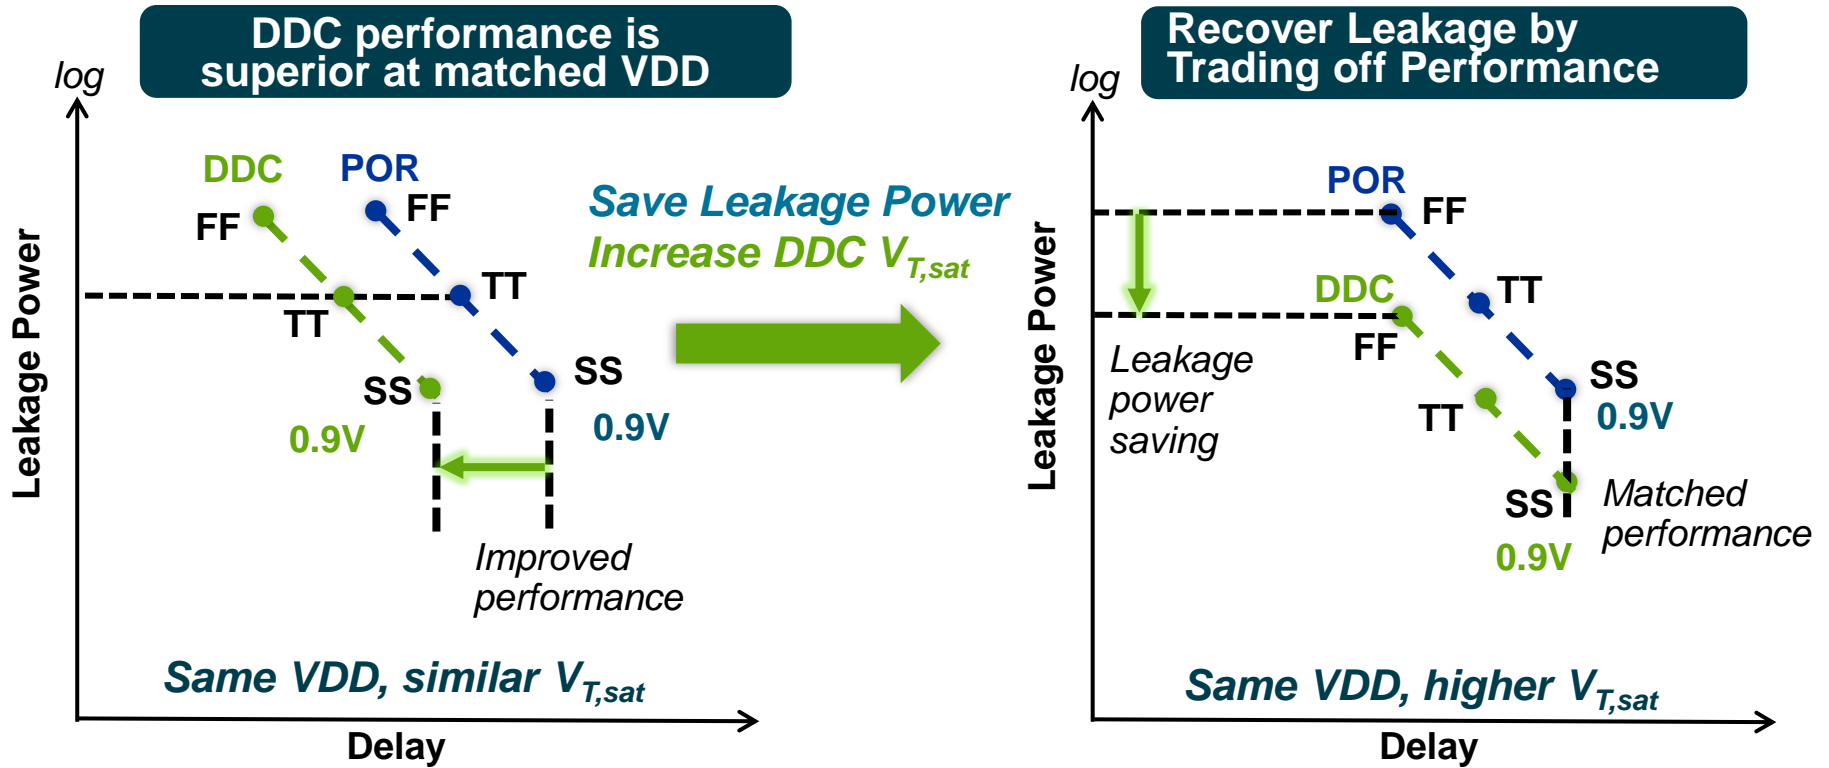 DDC performance is
superior at matched VDD
log
DDC
POR
FF
FF
TT
TT
SS
SS
0.9V
0.9V
Improved
performance
Same VDD, similar V_T,sat
Leakage Power
Delay
Save Leakage Power
Increase DDC V_T,sat
Recover Leakage by
Trading off Performance
log
POR
FF
DDC
TT
FF
Leakage
power
saving
SS
TT
0.9V
SS
Matched
performance
0.9V
Same VDD, higher V_T,sat
Leakage Power
Delay